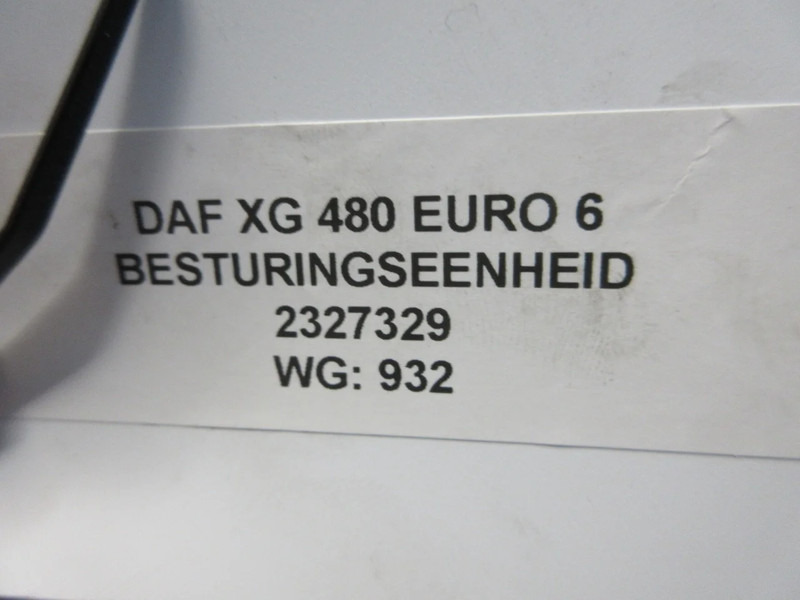 DAF XG 480 EURO 6
BESTURINGSEENHEID
2327329
WG: 932